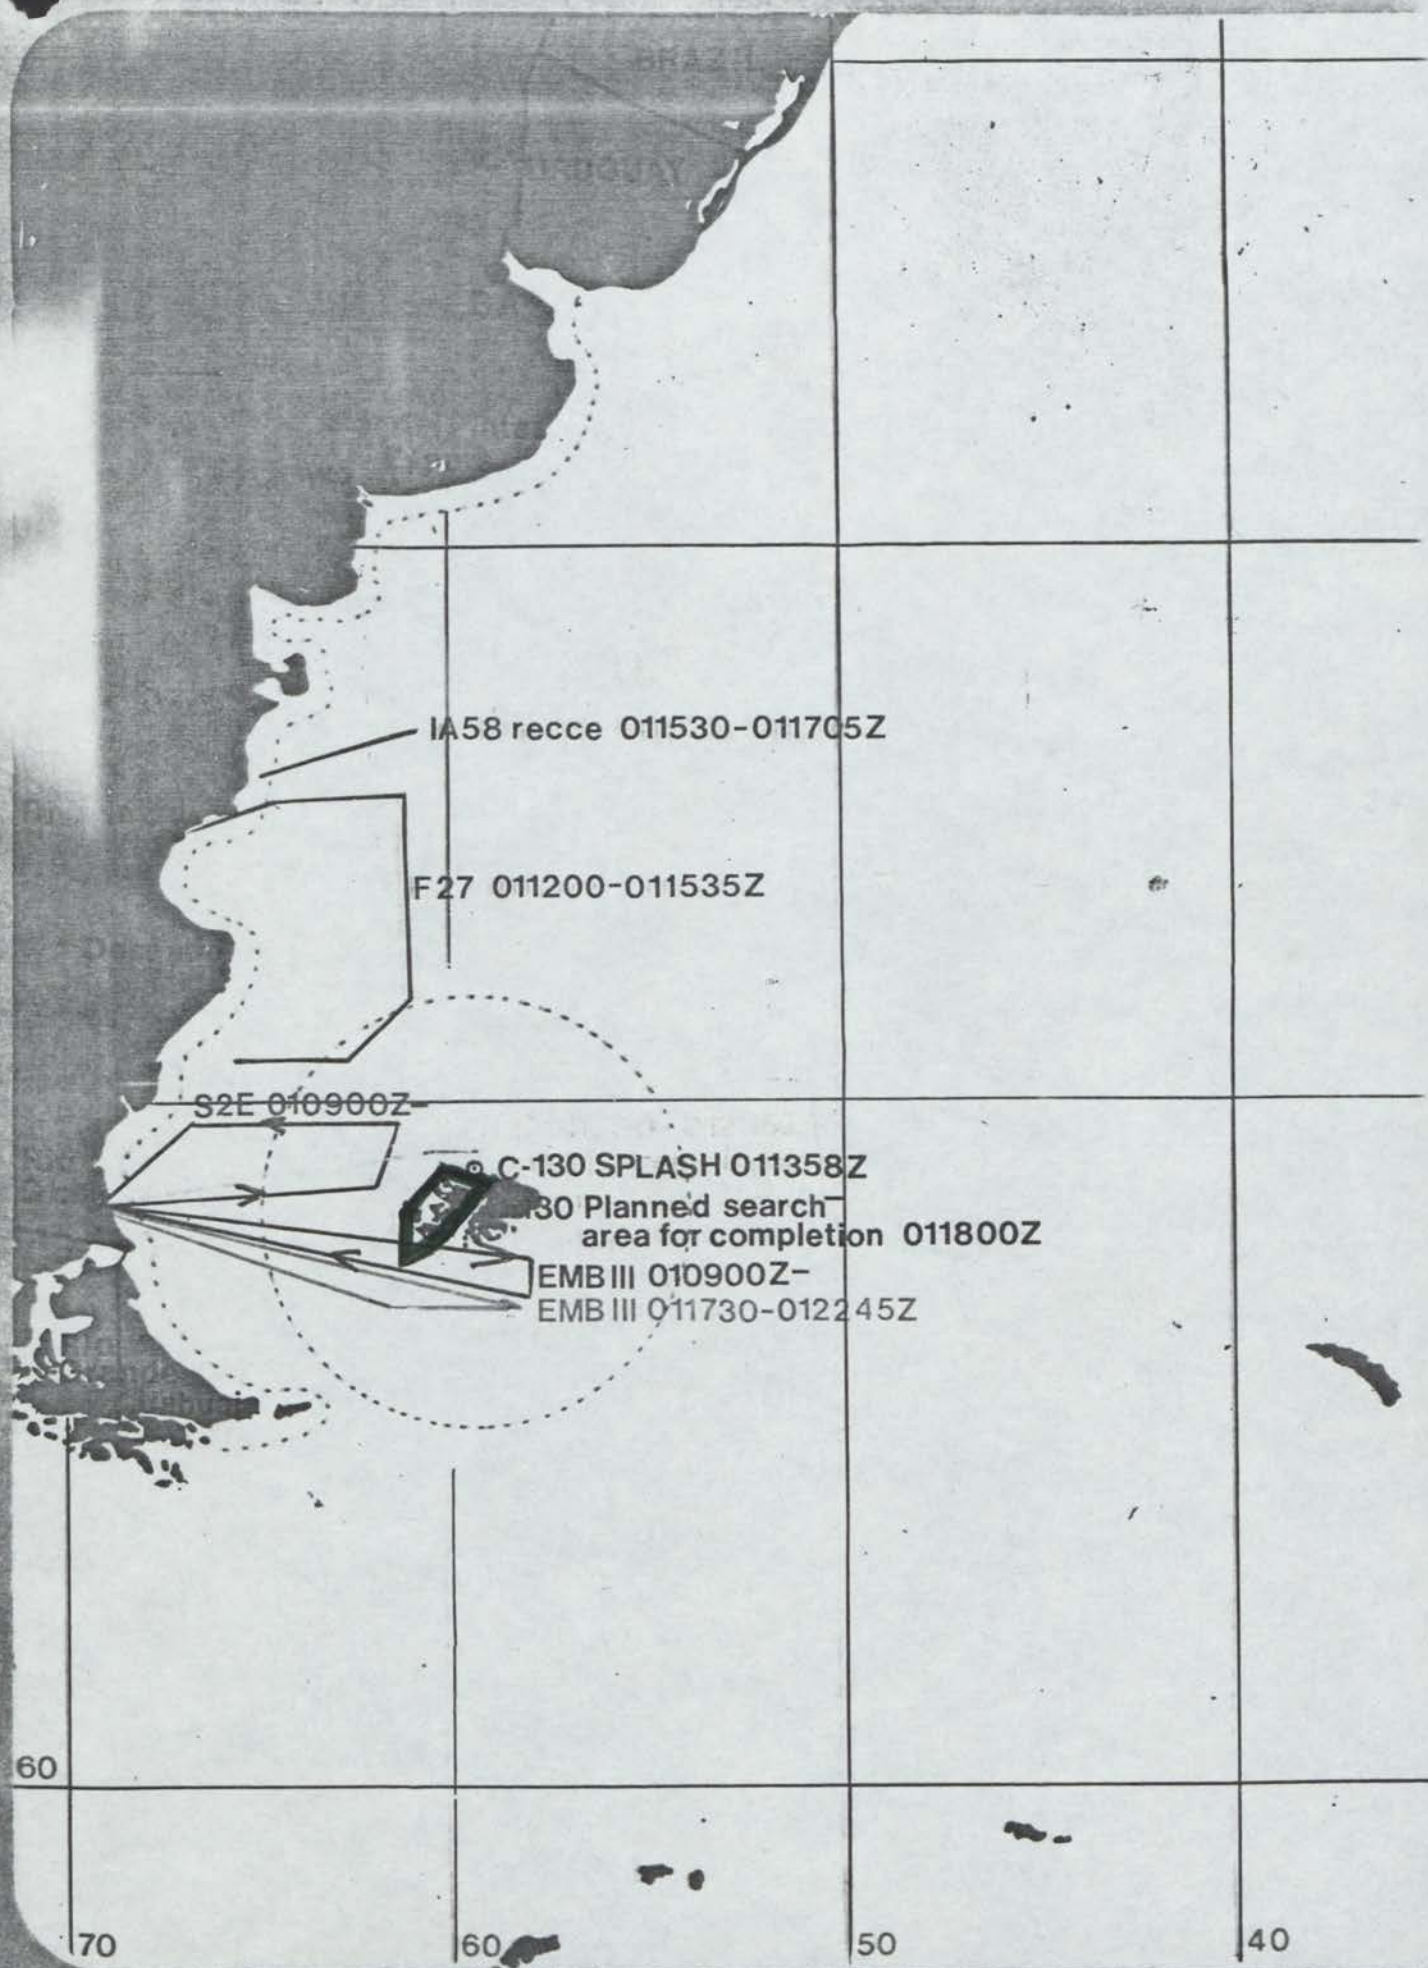 BRAZIL
URUGUAY
IA58 recce 011530-011705Z
F27 011200-011535Z
S2E 010900Z-
C-130 SPLASH 011358Z
130 Planned search
area for completion 011800Z
EMB III 010900Z-
EMB III 011730-012245Z
60
70
60
50
40